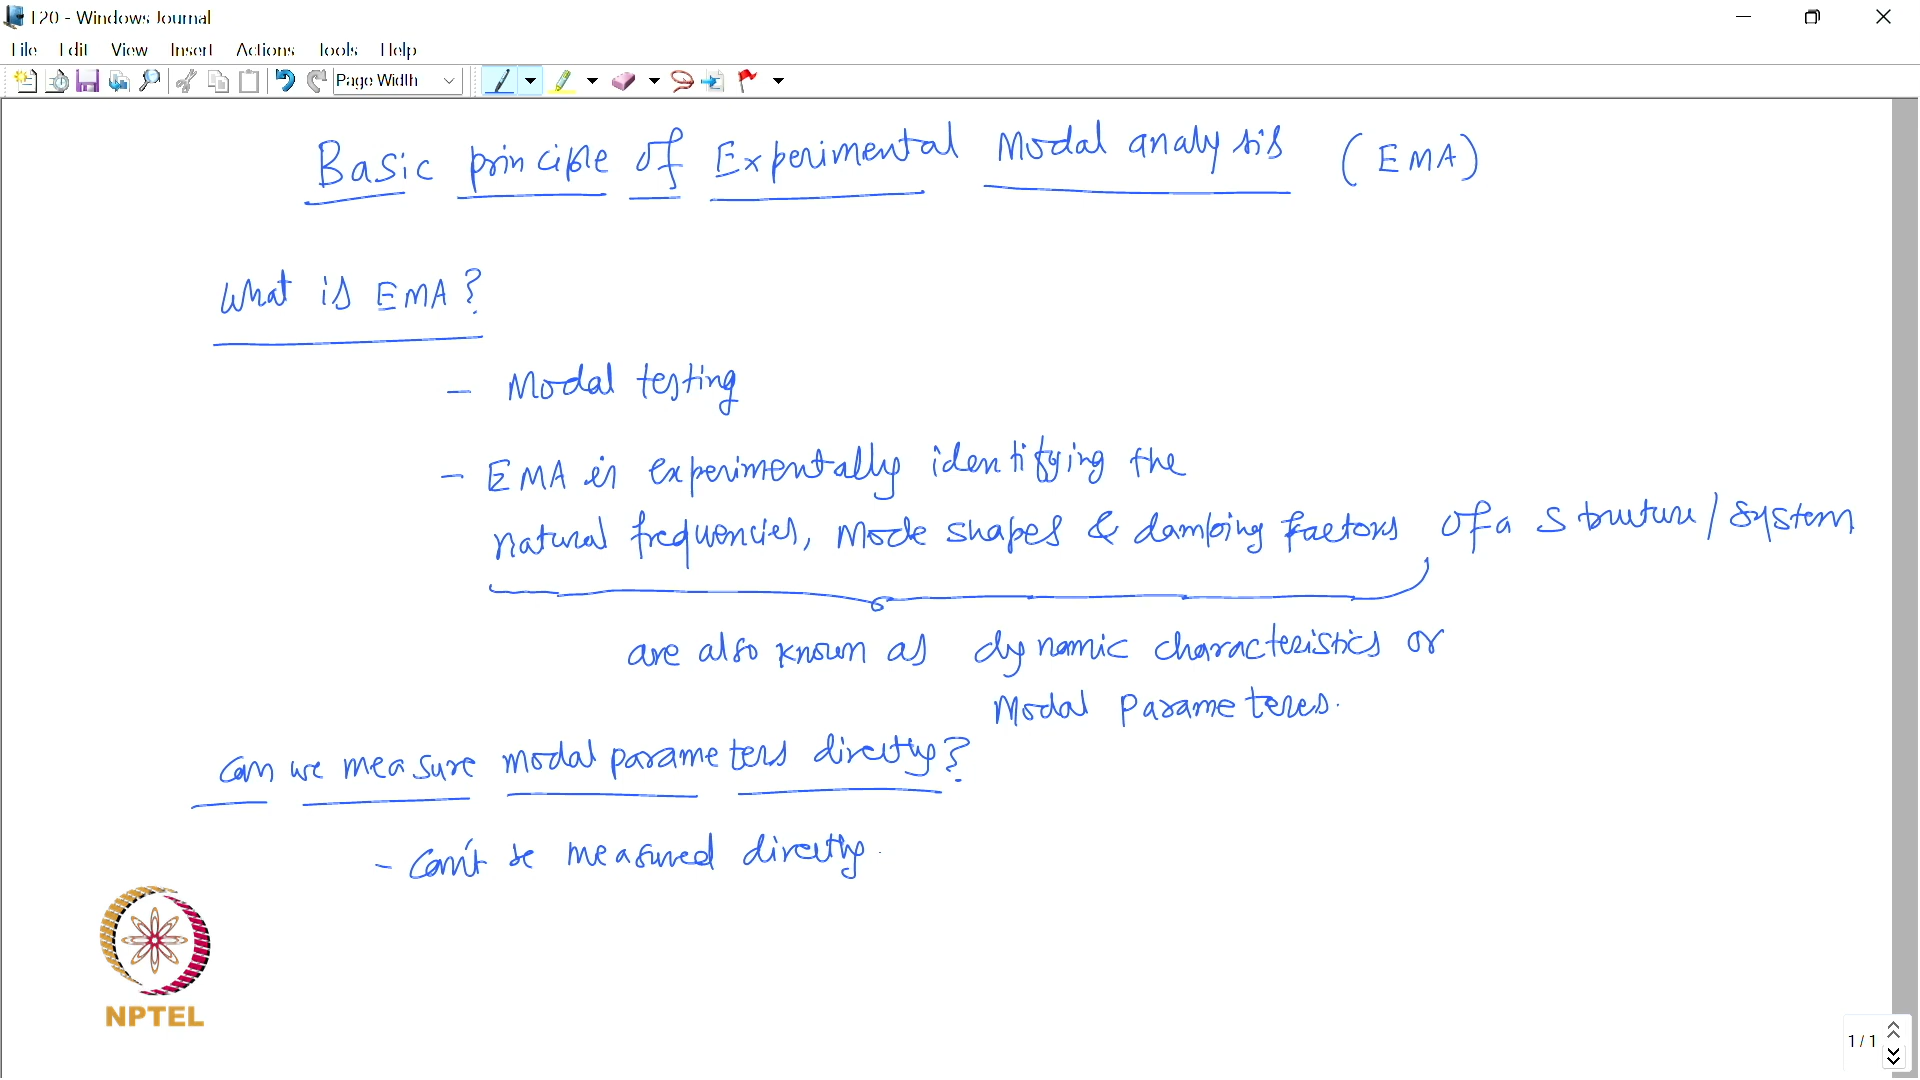 L20 - Windows Journal
File Edit View Insert Actions Tools Help
Page Width
Basic principle of Experimental Modal analysis (EMA)
What is EMA?
- Modal testing
- EMA is experimentally identifying the
natural frequencies, Mode shapes & damping factors of a structure/system
are also known as dynamic characteristics or
Modal Parameteres.
Can we measure modal parameters directly?
- Can't be measured directly.
NPTEL
1 / 1